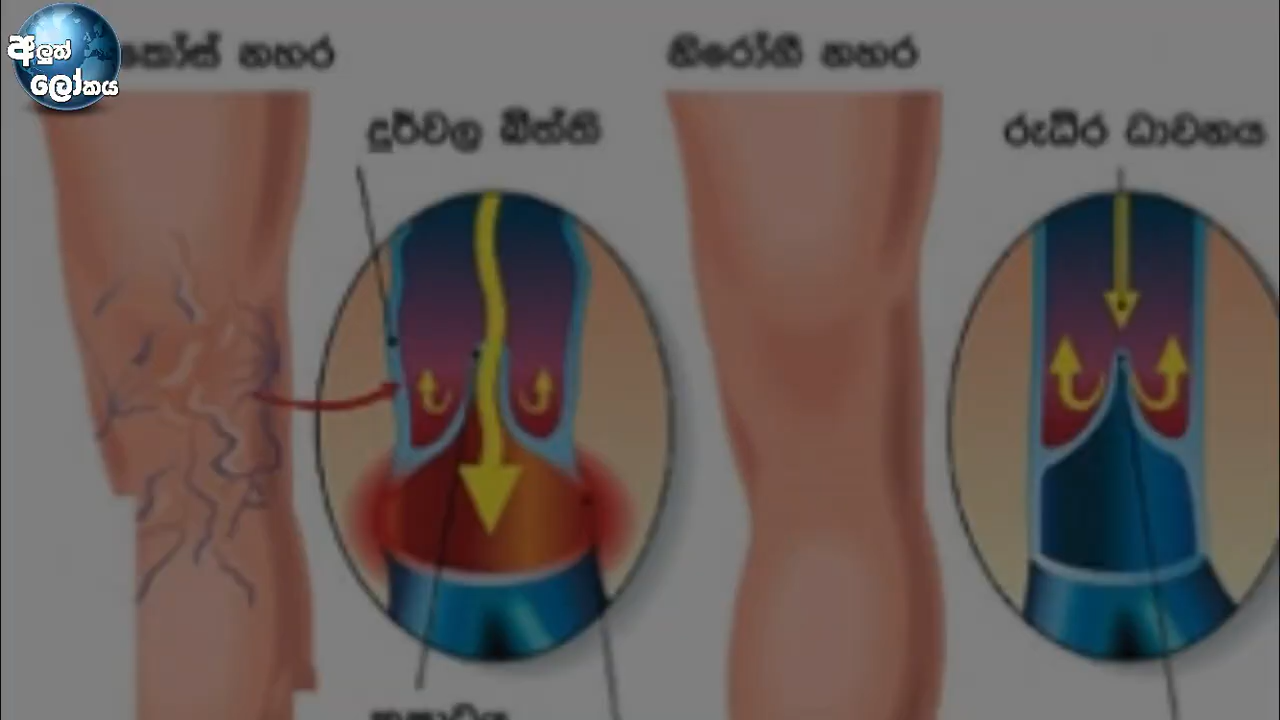 අලුත්
ලෝකය
කෝස් නහර
නිරෝගී නහර
දුර්වල බිත්ති
රුධිර ධාවනය